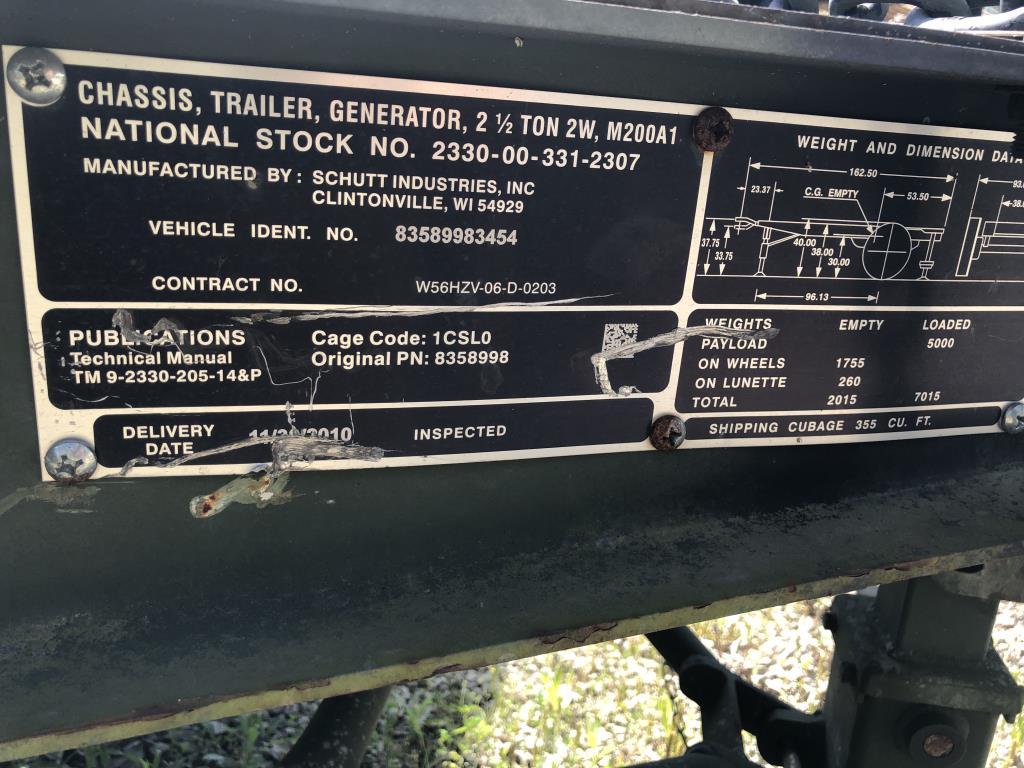 CHASSIS, TRAILER, GENERATOR, 2 ½ TON 2W, M200A1
NATIONAL STOCK NO. 2330-00-331-2307
MANUFACTURED BY: SCHUTT INDUSTRIES, INC
CLINTONVILLE, WI 54929
VEHICLE IDENT. NO. 83589983454
CONTRACT NO. W56HZV-06-D-0203
PUBLICATIONS
Technical Manual
TM 9-2330-205-14&P
Cage Code: 1CSL0
Original PN: 8358998
DELIVERY
DATE
INSPECTED
WEIGHT AND DIMENSION DATA
162.50
23.37
C.G. EMPTY
53.50
37.75
33.75
40.00
38.00
30.00
96.13
WEIGHTS EMPTY LOADED
PAYLOAD 5000
ON WHEELS 1755
ON LUNETTE 260
TOTAL 2015 7015
SHIPPING CUBAGE 355 CU. FT.